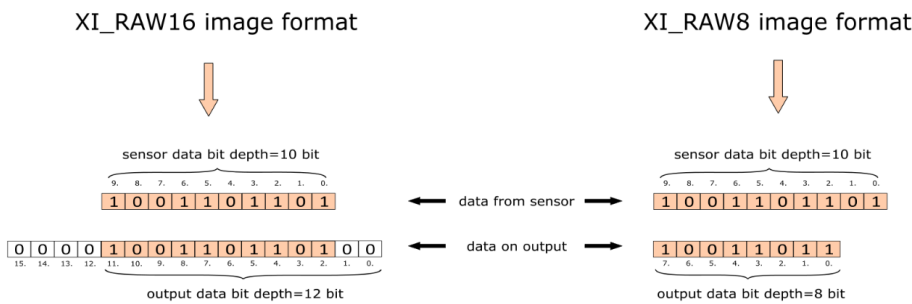 XI_RAW16 image format
XI_RAW8 image format
sensor data bit depth=10 bit
sensor data bit depth=10 bit
9. 8. 7. 6. 5. 4. 3. 2. 1. 0.
9. 8. 7. 6. 5. 4. 3. 2. 1. 0.
1 0 0 1 1 0 1 1 0 1
data from sensor
1 0 0 1 1 0 1 1 0 1
0 0 0 0 1 0 0 1 1 0 1 1 0 1 0 0
data on output
1 0 0 1 1 0 1 1
15. 14. 13. 12. 11. 10. 9. 8. 7. 6. 5. 4. 3. 2. 1. 0.
7. 6. 5. 4. 3. 2. 1. 0.
output data bit depth=12 bit
output data bit depth=8 bit